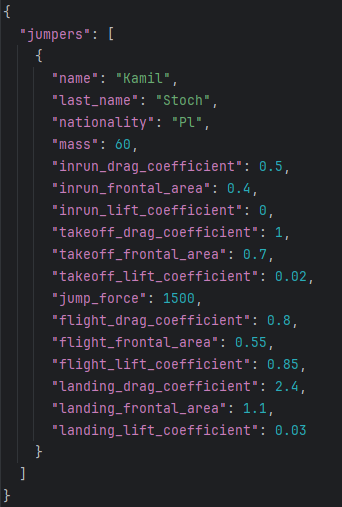 {
  "jumpers": [
    {
      "name": "Kamil",
      "last_name": "Stoch",
      "nationality": "Pl",
      "mass": 60,
      "inrun_drag_coefficient": 0.5,
      "inrun_frontal_area": 0.4,
      "inrun_lift_coefficient": 0,
      "takeoff_drag_coefficient": 1,
      "takeoff_frontal_area": 0.7,
      "takeoff_lift_coefficient": 0.02,
      "jump_force": 1500,
      "flight_drag_coefficient": 0.8,
      "flight_frontal_area": 0.55,
      "flight_lift_coefficient": 0.85,
      "landing_drag_coefficient": 2.4,
      "landing_frontal_area": 1.1,
      "landing_lift_coefficient": 0.03
    }
  ]
}